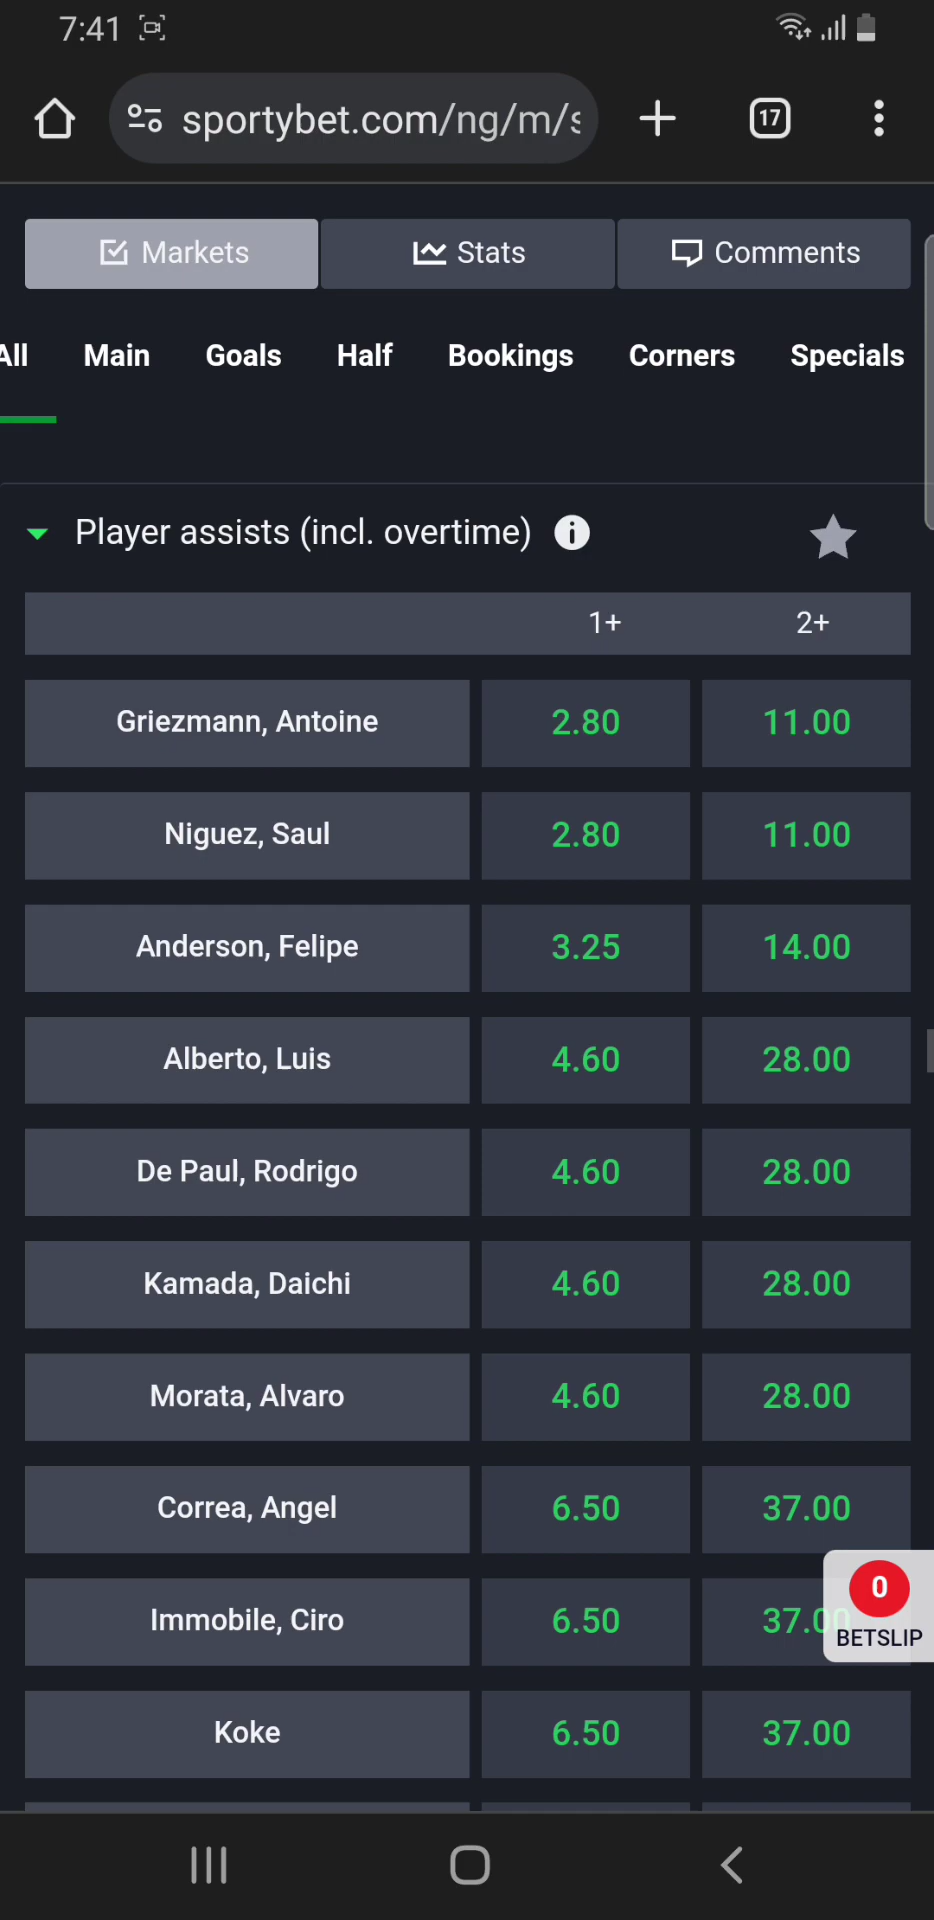 7:41
sportybet.com/ng/m/s
17
Markets Stats Comments
All Main Goals Half Bookings Corners Specials
Player assists (incl. overtime)
1+ 2+
Griezmann, Antoine 2.80 11.00
Niguez, Saul 2.80 11.00
Anderson, Felipe 3.25 14.00
Alberto, Luis 4.60 28.00
De Paul, Rodrigo 4.60 28.00
Kamada, Daichi 4.60 28.00
Morata, Alvaro 4.60 28.00
Correa, Angel 6.50 37.00
Immobile, Ciro 6.50 37.00
0
BETSLIP
Koke 6.50 37.00